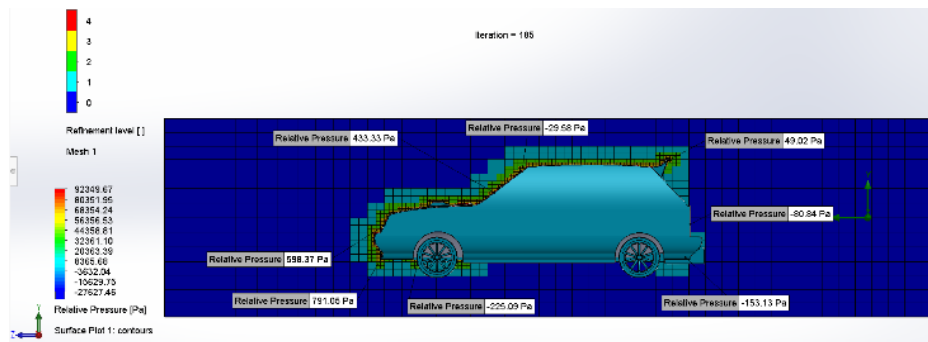 4
3
2
1
0
Refinement level [ ]
Mesh 1
Iteration = 185
92349.67
80351.95
68354.24
56356.53
44358.81
32361.10
20363.39
8365.68
-3632.04
-15629.75
-27627.46
Relative Pressure [Pa]
Surface Plot 1: contours
Relative Pressure 433.33 Pa
Relative Pressure -29.58 Pa
Relative Pressure 49.02 Pa
Relative Pressure -80.84 Pa
Relative Pressure 598.37 Pa
Relative Pressure 791.05 Pa
Relative Pressure -225.09 Pa
Relative Pressure -153.13 Pa
Y
Z
Y